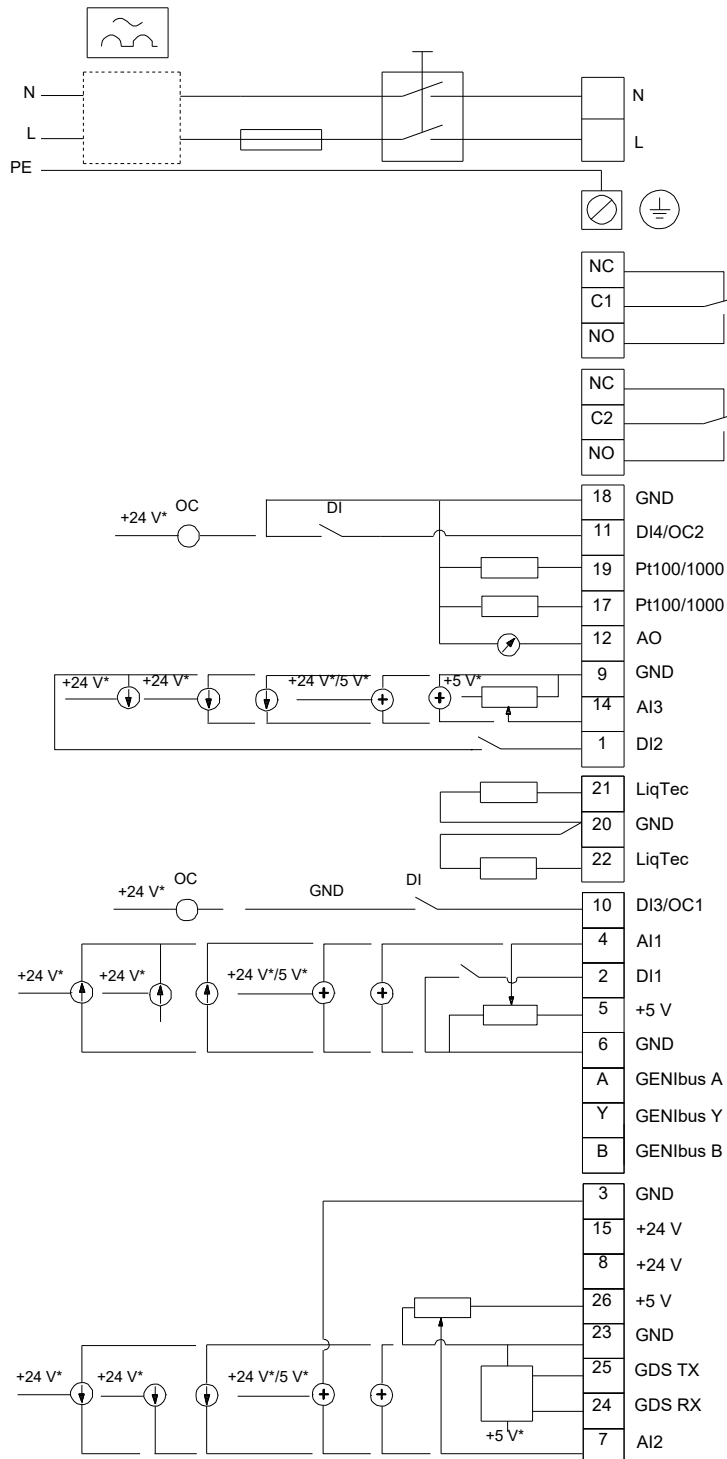 N N
L L
PE
NC
C1
NO
NC
C2
NO
18 GND
+24 V* OC DI 11 DI4/OC2
19 Pt100/1000
17 Pt100/1000
12 AO
9 GND
+24 V* +24 V* +24 V*/5 V* +5 V*
14 AI3
1 DI2
21 LiqTec
20 GND
22 LiqTec
+24 V* OC GND DI 10 DI3/OC1
4 AI1
+24 V* +24 V* +24 V*/5 V* 2 DI1
5 +5 V
6 GND
A GENIbus A
Y GENIbus Y
B GENIbus B
3 GND
15 +24 V
8 +24 V
26 +5 V
23 GND
+24 V* +24 V* +24 V*/5 V* 25 GDS TX
24 GDS RX
+5 V* 7 AI2